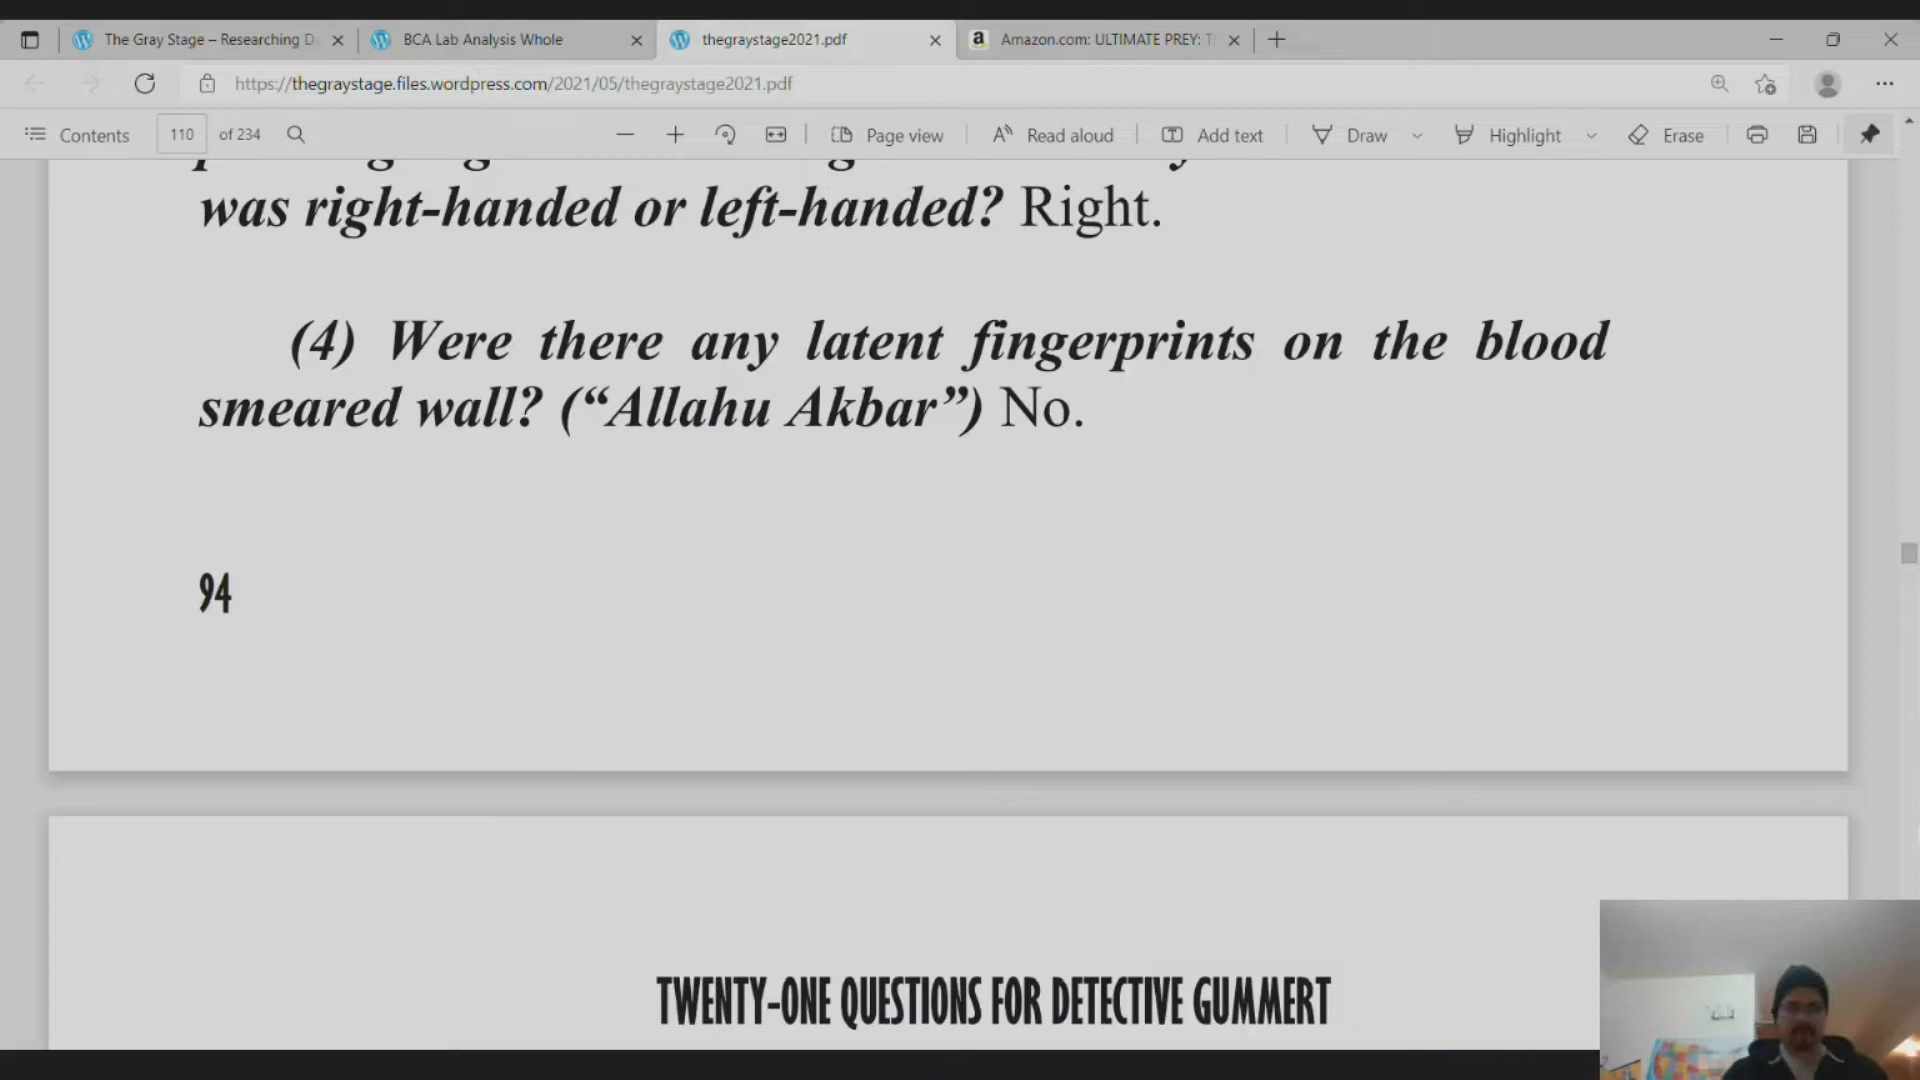 The Gray Stage – Researching D
BCA Lab Analysis Whole
thegraystage2021.pdf
Amazon.com: ULTIMATE PREY: T
https://thegraystage.files.wordpress.com/2021/05/thegraystage2021.pdf
Contents
110
of 234
Page view
Read aloud
Add text
Draw
Highlight
Erase
was right-handed or left-handed? Right.
(4) Were there any latent fingerprints on the blood
smeared wall? (“Allahu Akbar”) No.
94
TWENTY-ONE QUESTIONS FOR DETECTIVE GUMMERT